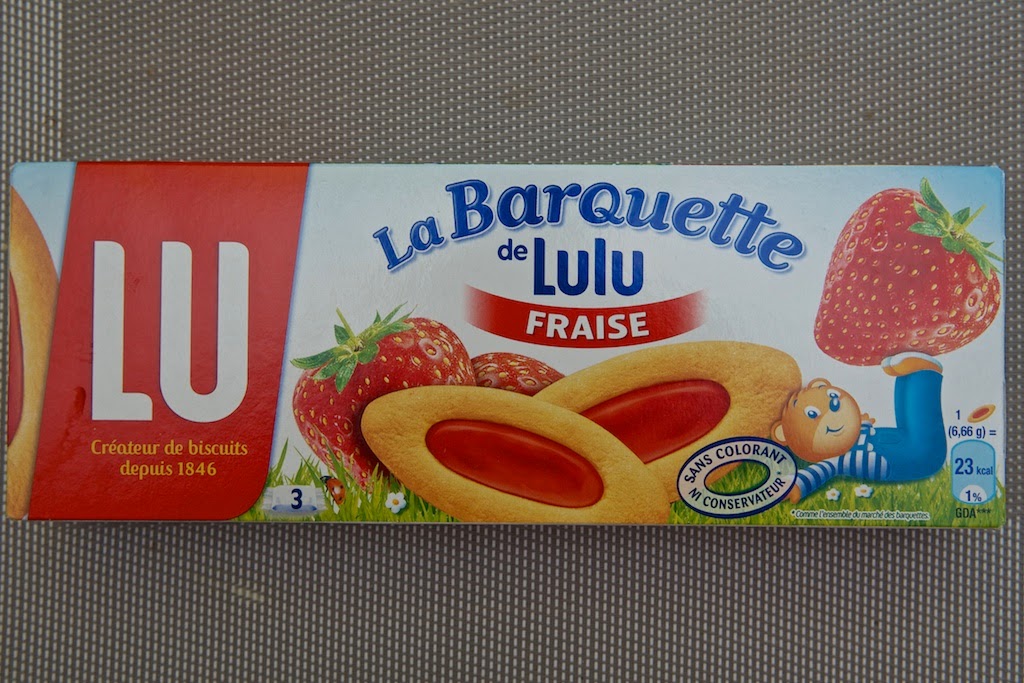 LU
Créateur de biscuits
depuis 1846
La Barquette
de Lulu
FRAISE
3
SANS COLORANT *
NI CONSERVATEUR
* Comme l'ensemble du marché des barquettes.
1
(6,66 g) =
23 kcal
1%
GDA***